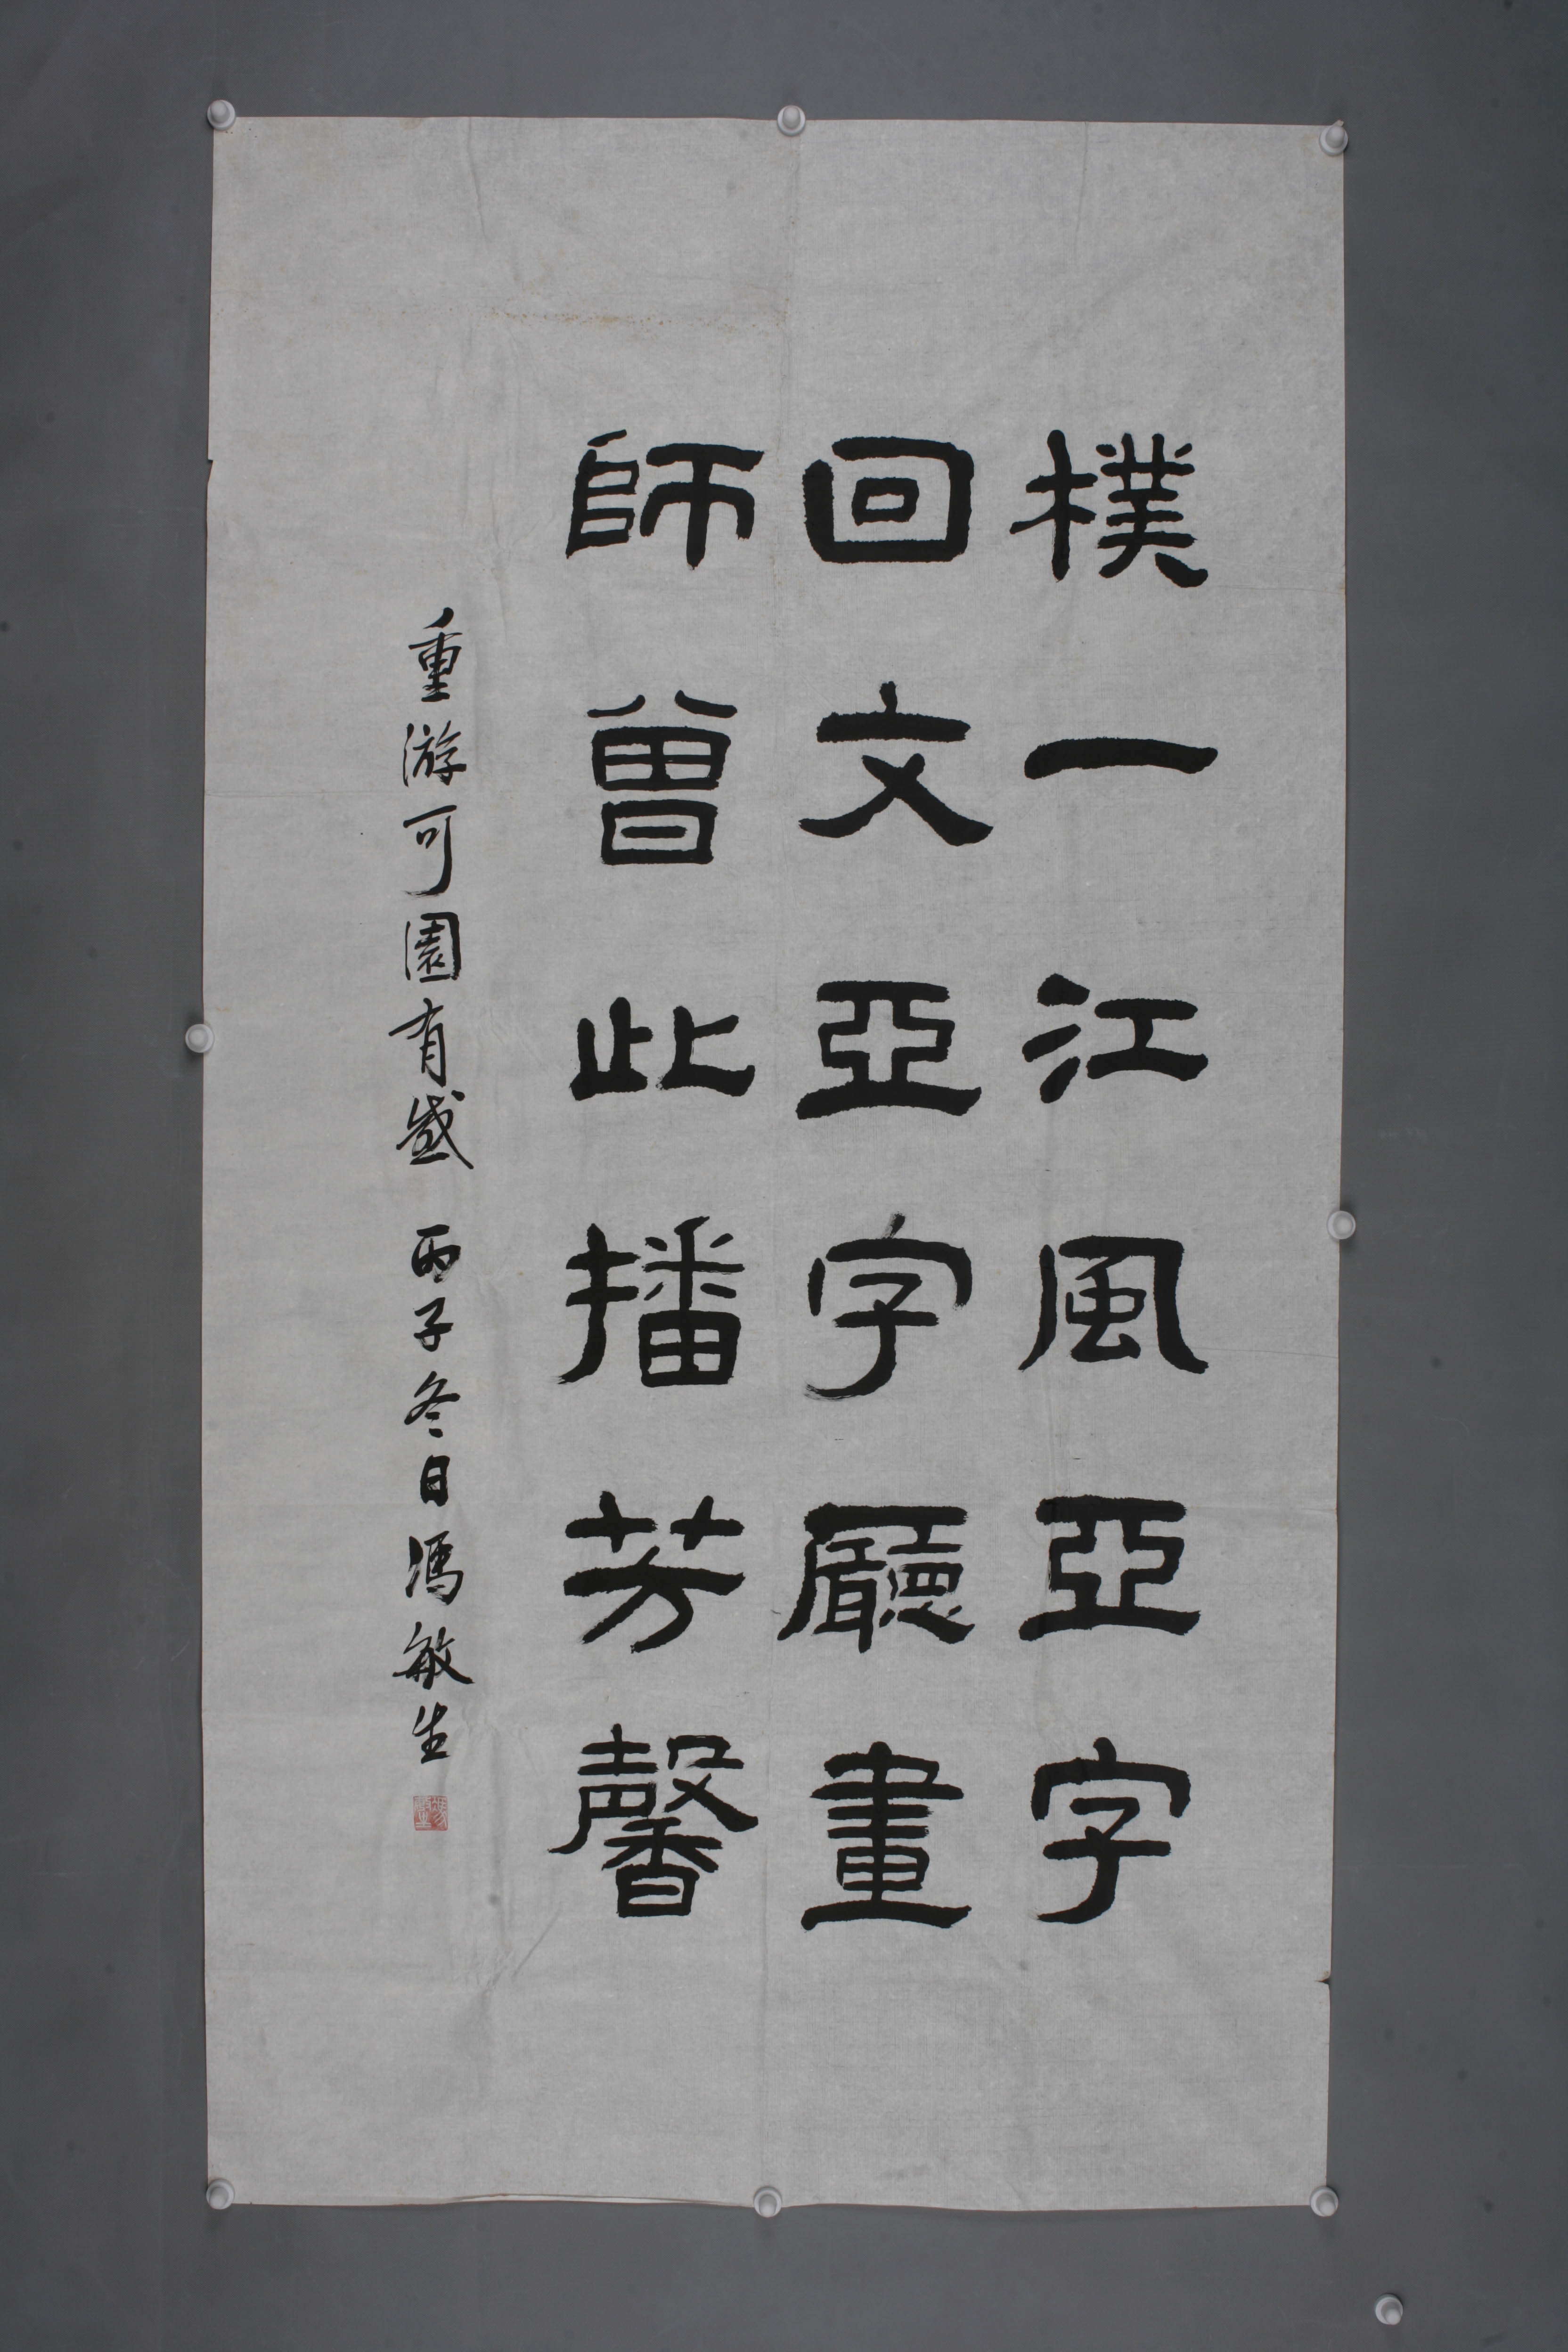 樸一江風亞字
回文亞字廳畫
師曾此播芳馨
重游可園有感 丙子冬日馮敏生